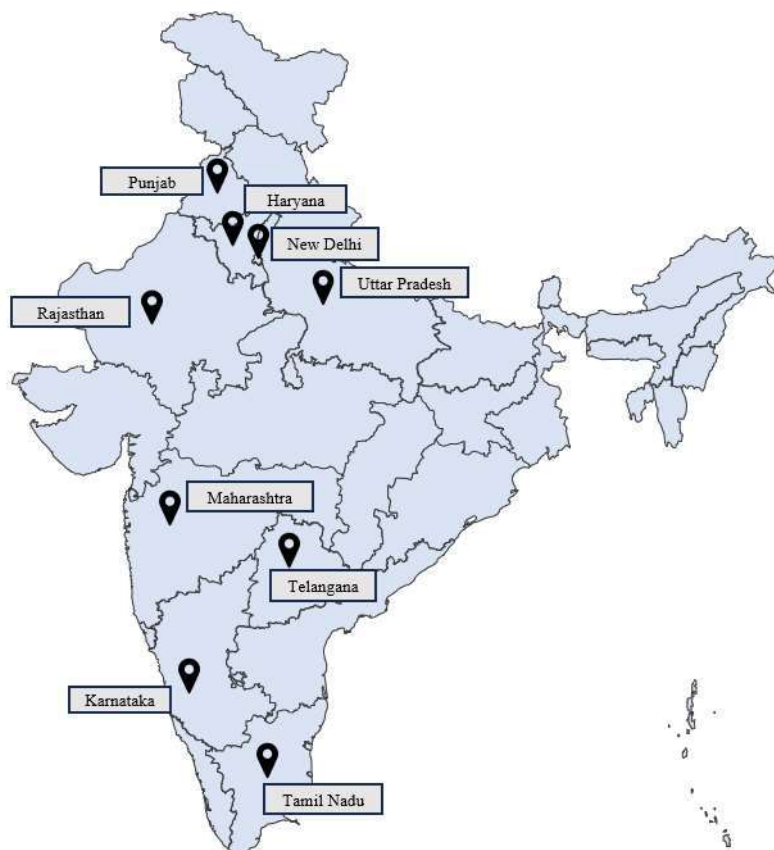 Punjab
Haryana
New Delhi
Uttar Pradesh
Rajasthan
Maharashtra
Telangana
Karnataka
Tamil Nadu